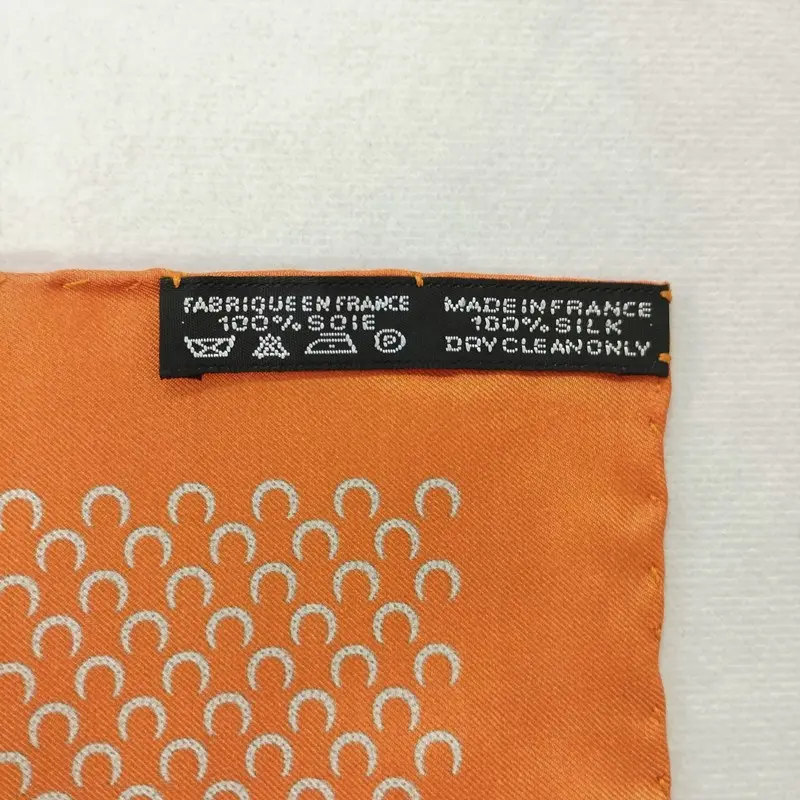 FABRIQUE EN FRANCE
100% SOIE
P
MADE IN FRANCE
100% SILK
DRY CLEAN ONLY